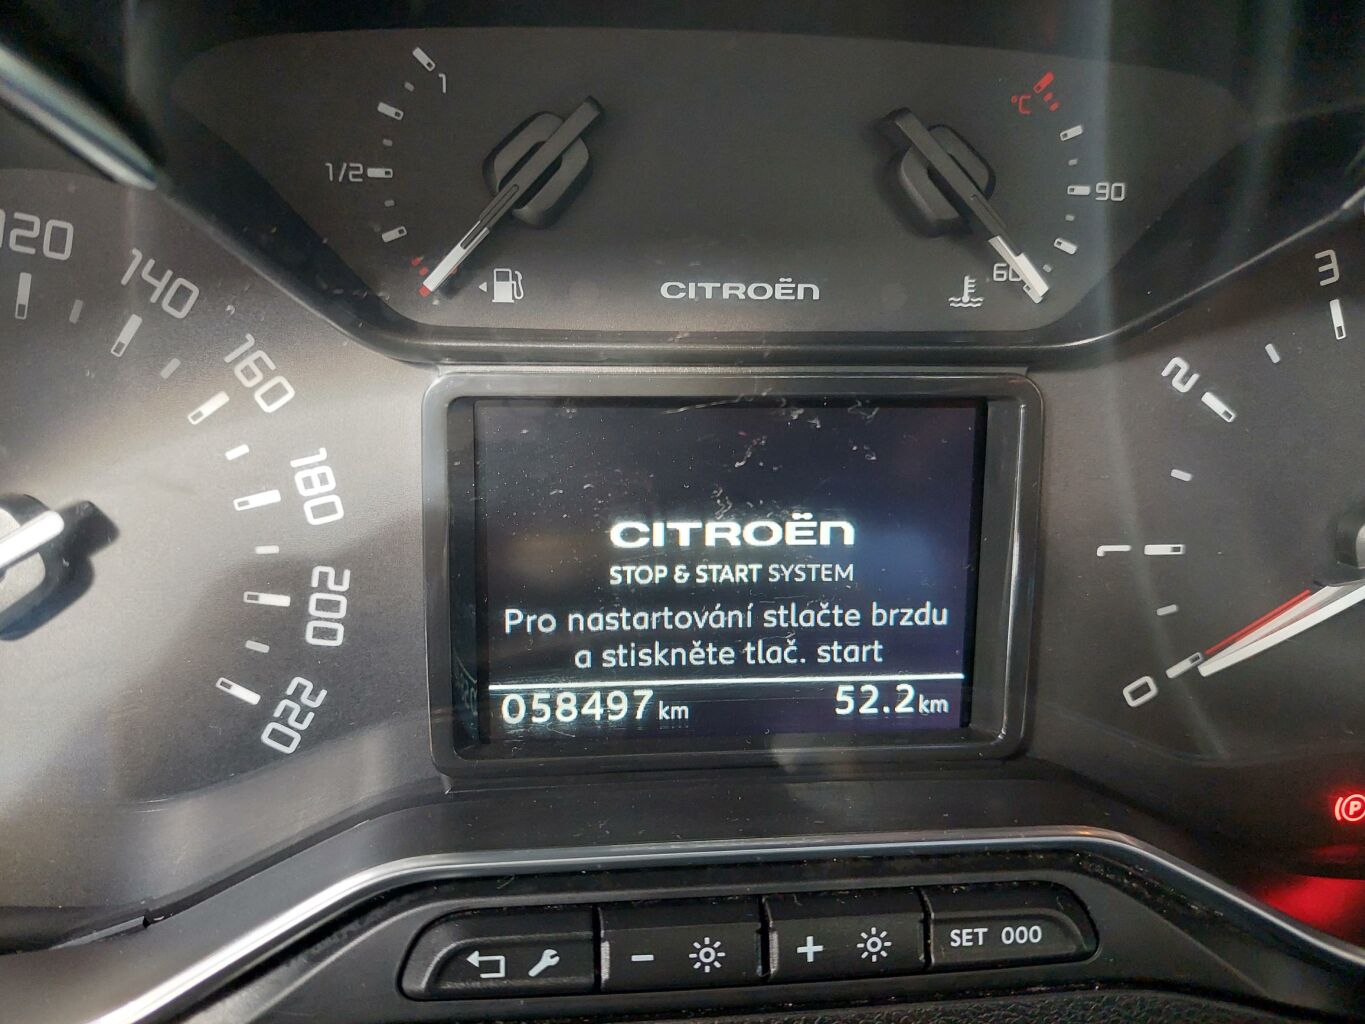 1
1/2
°C
90
60
CITROËN
120
140
160
180
200
220
3
2
1
0
CITROËN
STOP & START SYSTEM
Pro nastartování stlačte brzdu
a stiskněte tlač. start
058497 km
52.2 km
P
-
+
SET 000